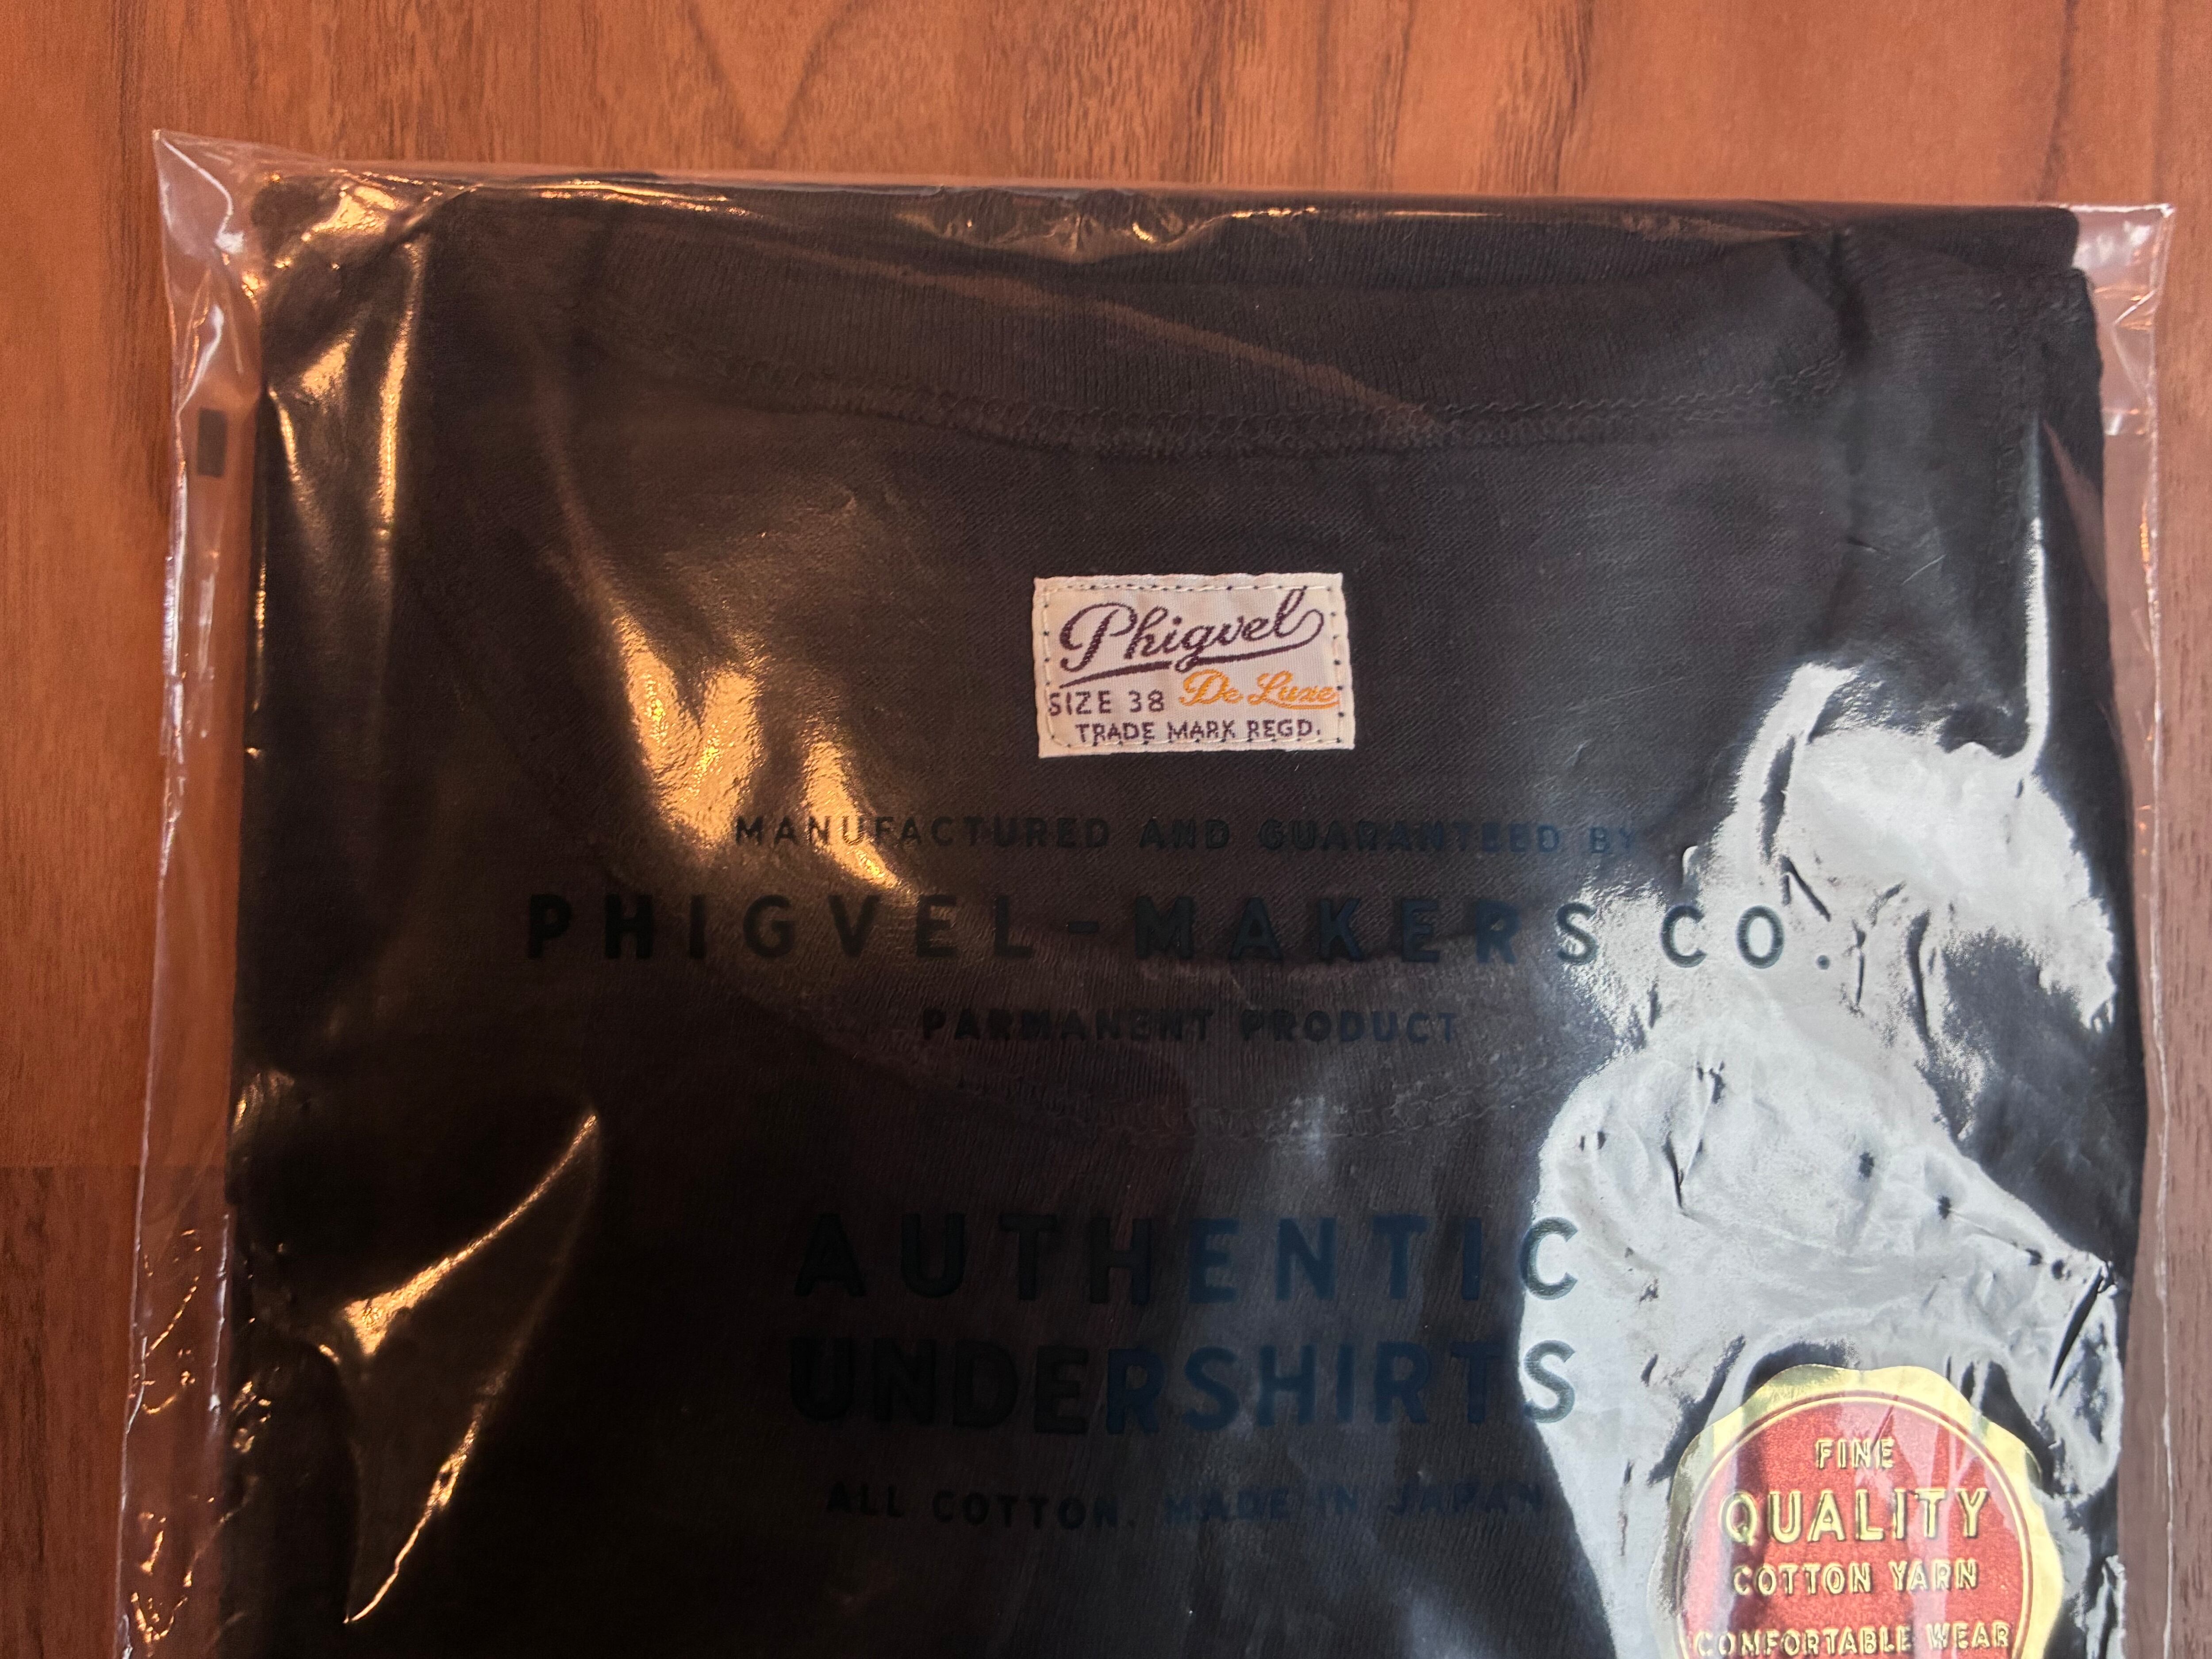 Phigvel
De Luxe
SIZE 38
TRADE MARK REGD.
MANUFACTURED AND GUARANTEED BY
PHIGVEL-MAKERS CO.
PARMANENT PRODUCT
AUTHENTIC
UNDERSHIRTS
ALL COTTON. MADE IN JAPAN
FINE
QUALITY
COTTON YARN
COMFORTABLE WEAR